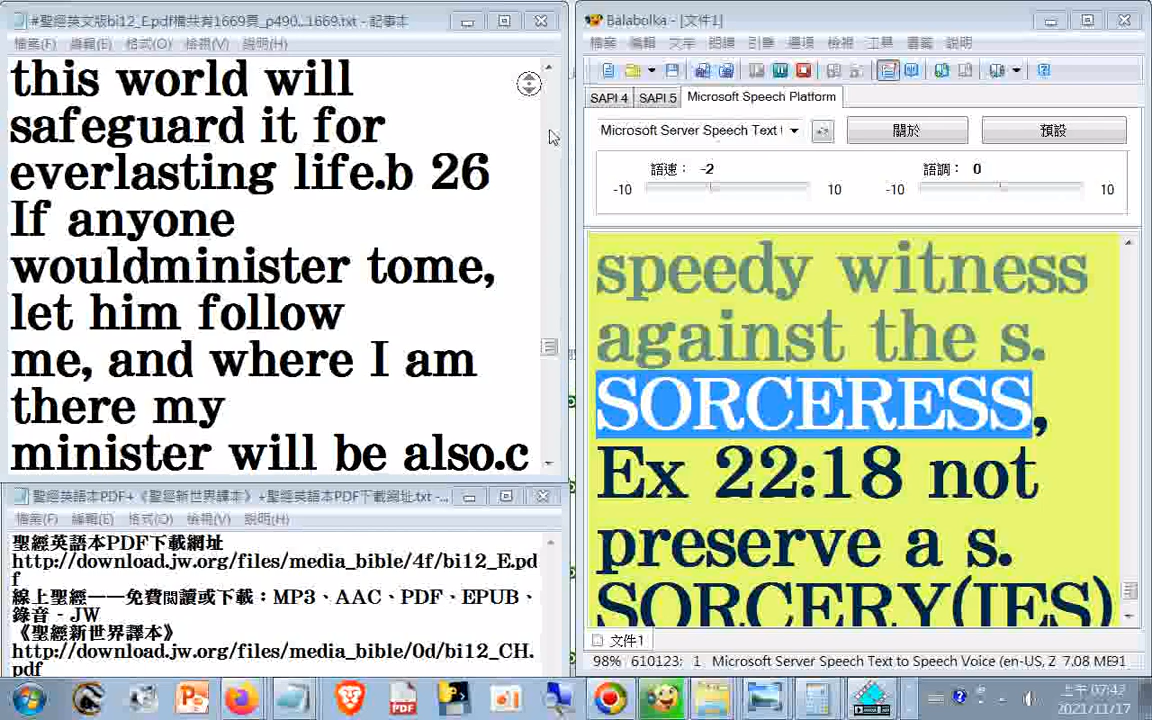 #聖經英文版bi12_E.pdf檔共有1669頁_p490...1669.txt - 記事本
檔案(F) 編輯(E) 格式(O) 檢視(V) 說明(H)
this world will
safeguard it for
everlasting life.b 26
If anyone
wouldminister tome,
let him follow
me, and where I am
there my
minister will be also.c
聖經英語本PDF+《聖經新世界譯本》+聖經英語本PDF下載網址.txt -...
檔案(F) 編輯(E) 格式(O) 檢視(V) 說明(H)
聖經英語本PDF下載網址
http://download.jw.org/files/media_bible/4f/bi12_E.pd
f
線上聖經——免費閱讀或下載：MP3、AAC、PDF、EPUB、
錄音 - JW
《聖經新世界譯本》
http://download.jw.org/files/media_bible/0d/bi12_CH.
pdf
Balabolka - [文件1]
檔案 編輯 文字 朗讀 引擎 選項 檢視 工具 書籤 說明
SAPI 4 SAPI 5 Microsoft Speech Platform
Microsoft Server Speech Text 關於 預設
語速： -2 語調： 0
-10 10 -10 10
speedy witness
against the s.
SORCERESS,
Ex 22:18 not
preserve a s.
SORCERY(IES)
文件1
98% 610123: 1 Microsoft Server Speech Text to Speech Voice (en-US, Z 7.08 ME91
PDF
上午 07:42
2021/11/17